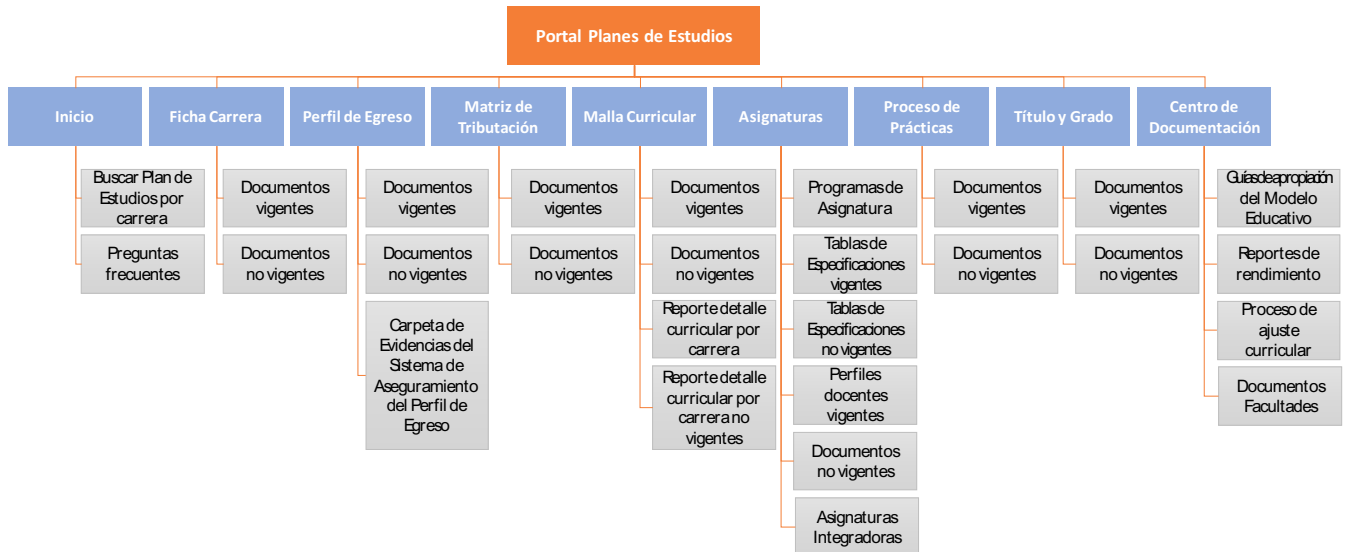 Portal Planes de Estudios
Inicio
Ficha Carrera
Perfil de Egreso
Matriz de
Tributación
Malla Curricular
Asignaturas
Proceso de
Prácticas
Título y Grado
Centro de
Documentación
Buscar Plan de
Estudios por
carrera
Preguntas
frecuentes
Documentos
vigentes
Documentos
no vigentes
Documentos
vigentes
Documentos
no vigentes
Carpeta de
Evidencias del
Sistema de
Aseguramiento
del Perfil de
Egreso
Documentos
vigentes
Documentos
no vigentes
Documentos
vigentes
Documentos
no vigentes
Reporte detalle
curricular por
carrera
Reporte detalle
curricular por
carrera no
vigentes
Programas de
Asignatura
Tablas de
Especificaciones
vigentes
Tablas de
Especificaciones
no vigentes
Perfiles
docentes
vigentes
Documentos
no vigentes
Asignaturas
Integradoras
Documentos
vigentes
Documentos
no vigentes
Documentos
vigentes
Documentos
no vigentes
Guías de apropiación
del Modelo
Educativo
Reportes de
rendimiento
Proceso de
ajuste
curricular
Documentos
Facultades